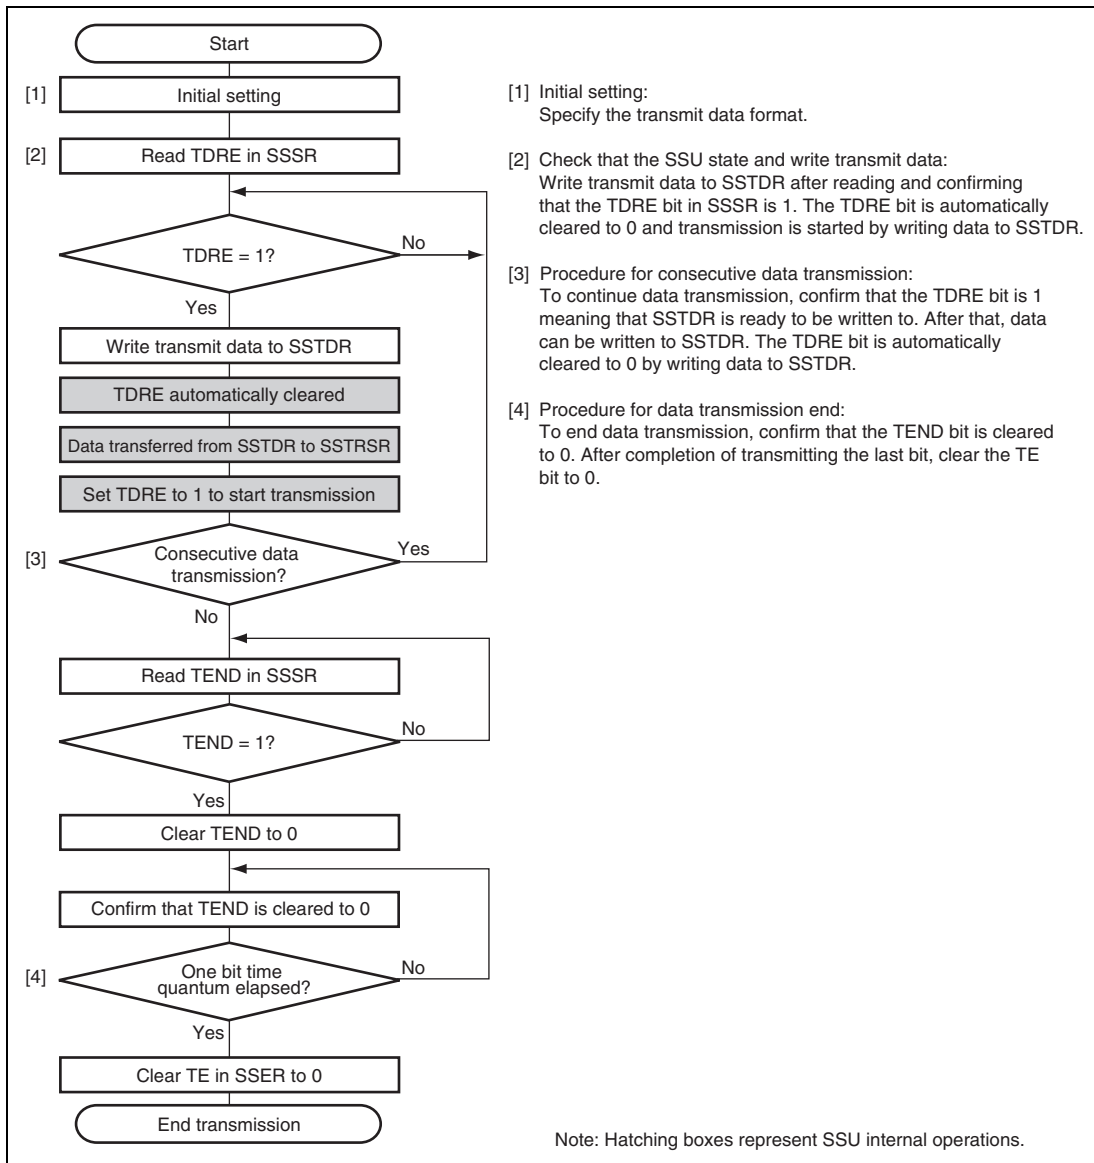 Start
[1] Initial setting
[2] Read TDRE in SSSR
TDRE = 1?
No
Yes
Write transmit data to SSTDR
TDRE automatically cleared
Data transferred from SSTDR to SSTRSR
Set TDRE to 1 to start transmission
[3] Consecutive data
transmission?
Yes
No
Read TEND in SSSR
TEND = 1?
No
Yes
Clear TEND to 0
Confirm that TEND is cleared to 0
[4] One bit time
quantum elapsed?
No
Yes
Clear TE in SSER to 0
End transmission
[1] Initial setting:
Specify the transmit data format.
[2] Check that the SSU state and write transmit data:
Write transmit data to SSTDR after reading and confirming
that the TDRE bit in SSSR is 1. The TDRE bit is automatically
cleared to 0 and transmission is started by writing data to SSTDR.
[3] Procedure for consecutive data transmission:
To continue data transmission, confirm that the TDRE bit is 1
meaning that SSTDR is ready to be written to. After that, data
can be written to SSTDR. The TDRE bit is automatically
cleared to 0 by writing data to SSTDR.
[4] Procedure for data transmission end:
To end data transmission, confirm that the TEND bit is cleared
to 0. After completion of transmitting the last bit, clear the TE
bit to 0.
Note: Hatching boxes represent SSU internal operations.